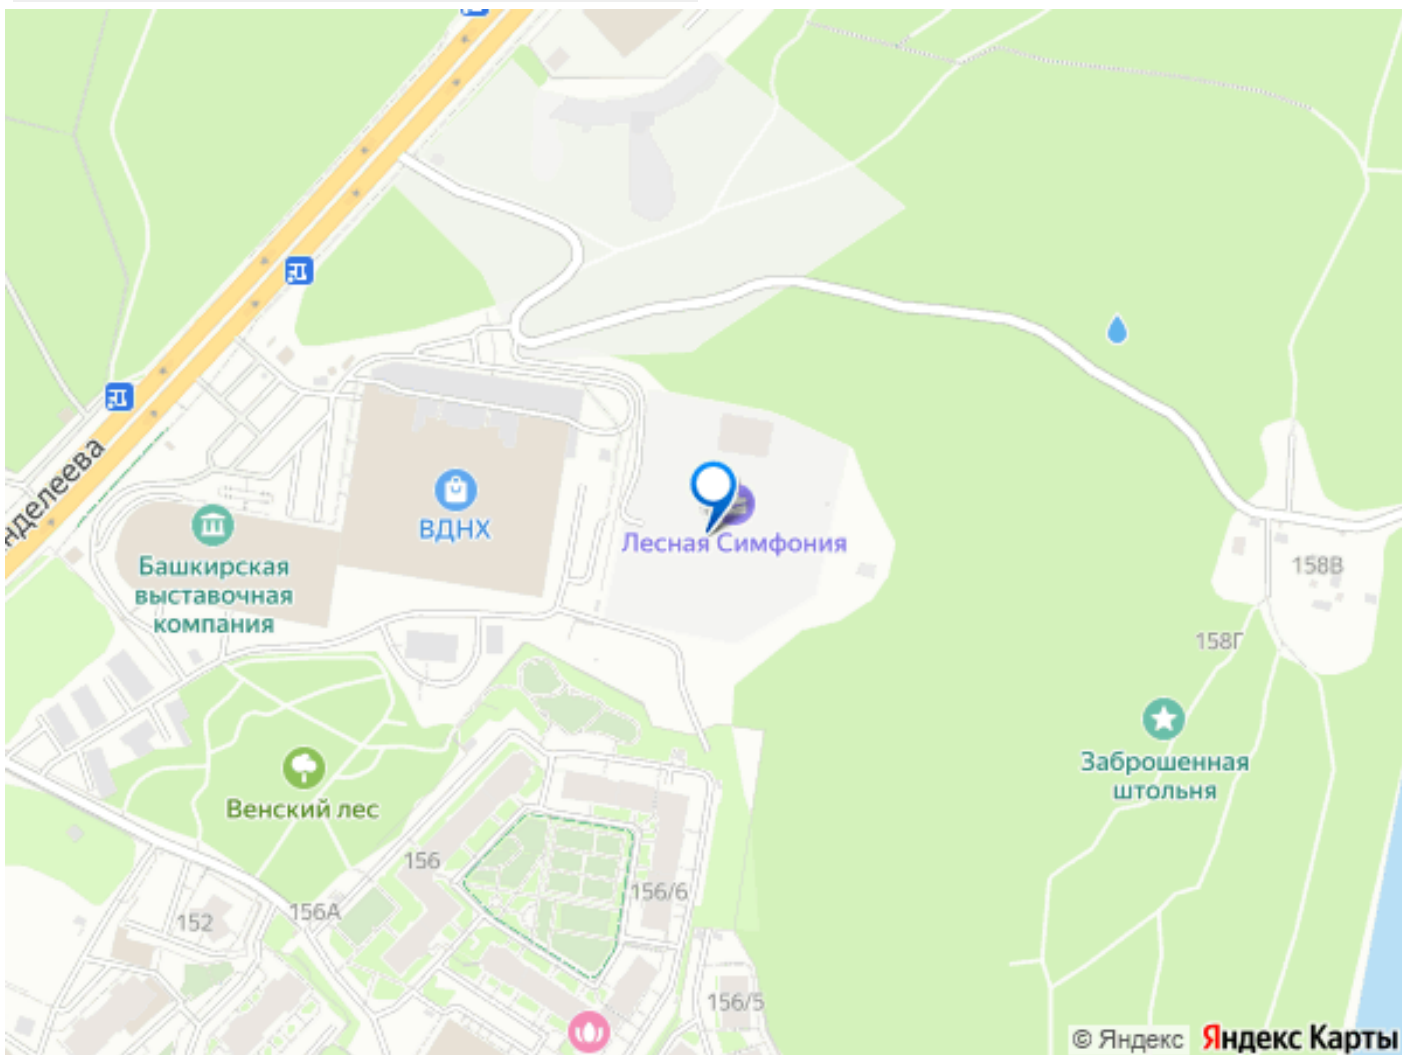 нделеева
ВДНХ
Башкирская
выставочная
компания
Лесная Симфония
158В
158Г
Заброшенная
штольня
Венский лес
156
156/6
152
156А
156/5
© Яндекс Яндекс Карты